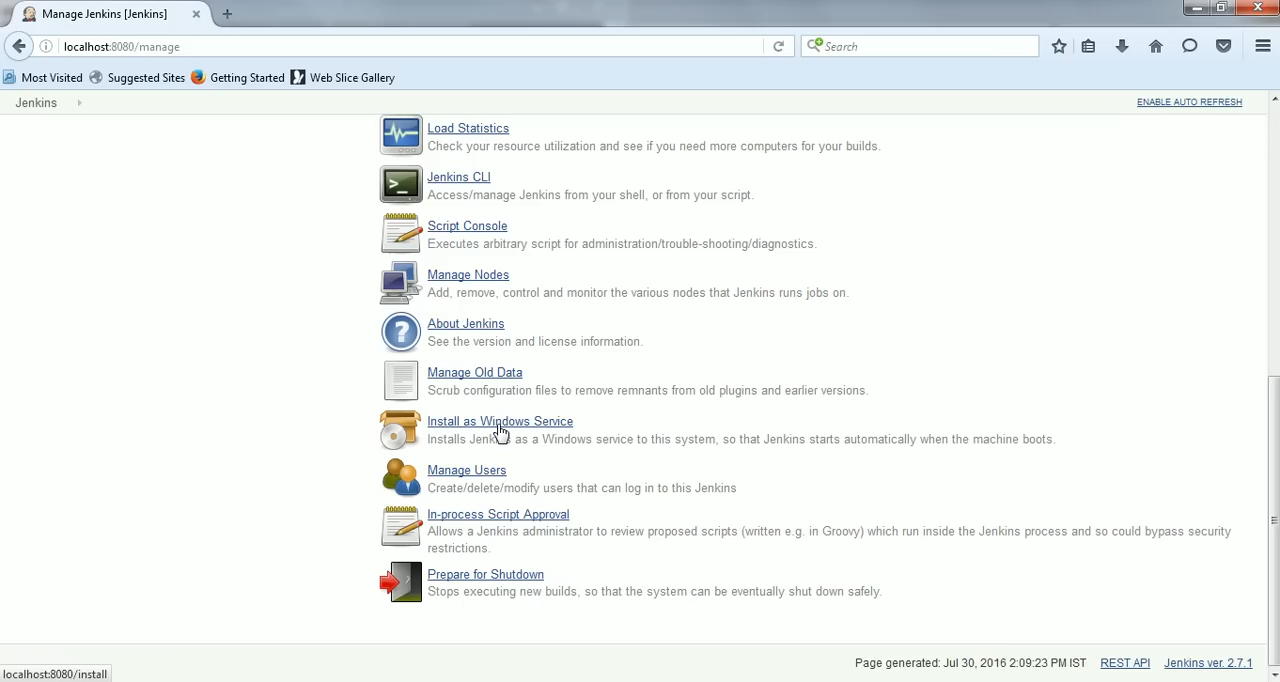 Manage Jenkins [Jenkins]
localhost:8080/manage
Search
Most Visited Suggested Sites Getting Started Web Slice Gallery
Jenkins
ENABLE AUTO REFRESH
Load Statistics
Check your resource utilization and see if you need more computers for your builds.
Jenkins CLI
Access/manage Jenkins from your shell, or from your script.
Script Console
Executes arbitrary script for administration/trouble-shooting/diagnostics.
Manage Nodes
Add, remove, control and monitor the various nodes that Jenkins runs jobs on.
About Jenkins
See the version and license information.
Manage Old Data
Scrub configuration files to remove remnants from old plugins and earlier versions.
Install as Windows Service
Installs Jenkins as a Windows service to this system, so that Jenkins starts automatically when the machine boots.
Manage Users
Create/delete/modify users that can log in to this Jenkins
In-process Script Approval
Allows a Jenkins administrator to review proposed scripts (written e.g. in Groovy) which run inside the Jenkins process and so could bypass security
restrictions.
Prepare for Shutdown
Stops executing new builds, so that the system can be eventually shut down safely.
Page generated: Jul 30, 2016 2:09:23 PM IST REST API Jenkins ver. 2.7.1
localhost:8080/install